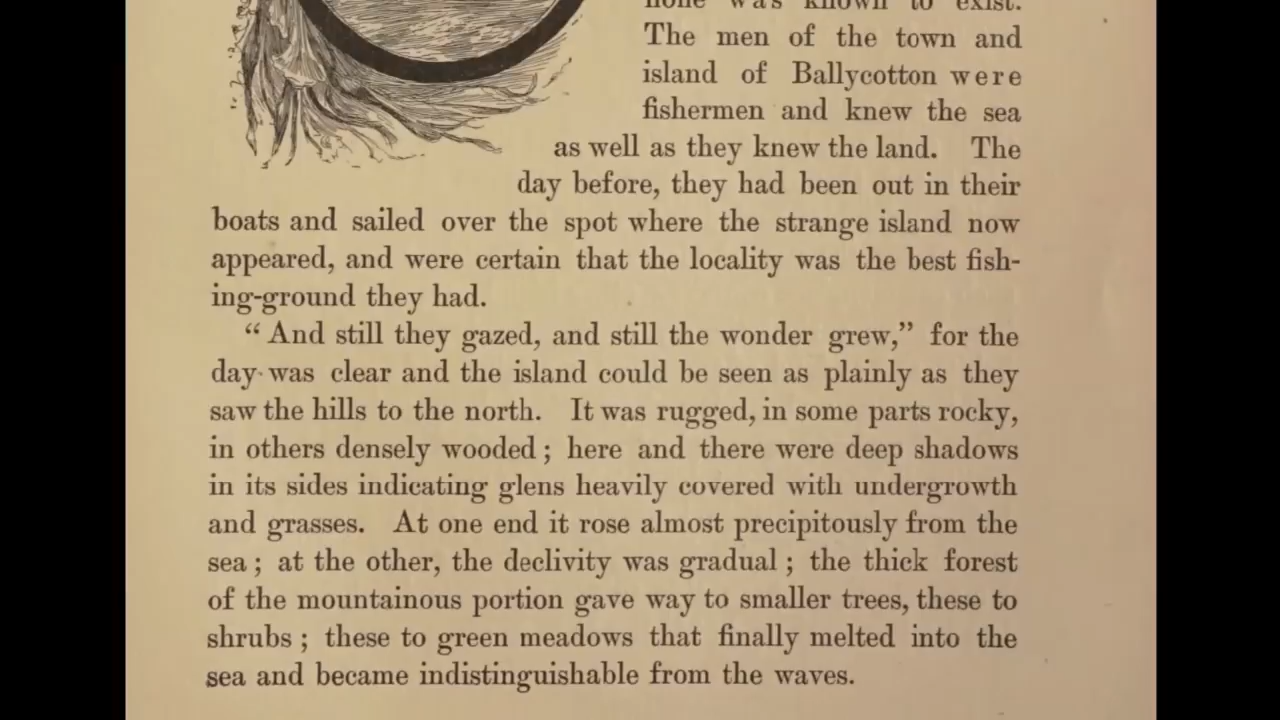 none was known to exist.
The men of the town and
island of Ballycotton were
fishermen and knew the sea
as well as they knew the land. The
day before, they had been out in their
boats and sailed over the spot where the strange island now
appeared, and were certain that the locality was the best fish-
ing-ground they had.
“And still they gazed, and still the wonder grew,” for the
day was clear and the island could be seen as plainly as they
saw the hills to the north. It was rugged, in some parts rocky,
in others densely wooded; here and there were deep shadows
in its sides indicating glens heavily covered with undergrowth
and grasses. At one end it rose almost precipitously from the
sea; at the other, the declivity was gradual; the thick forest
of the mountainous portion gave way to smaller trees, these to
shrubs; these to green meadows that finally melted into the
sea and became indistinguishable from the waves.